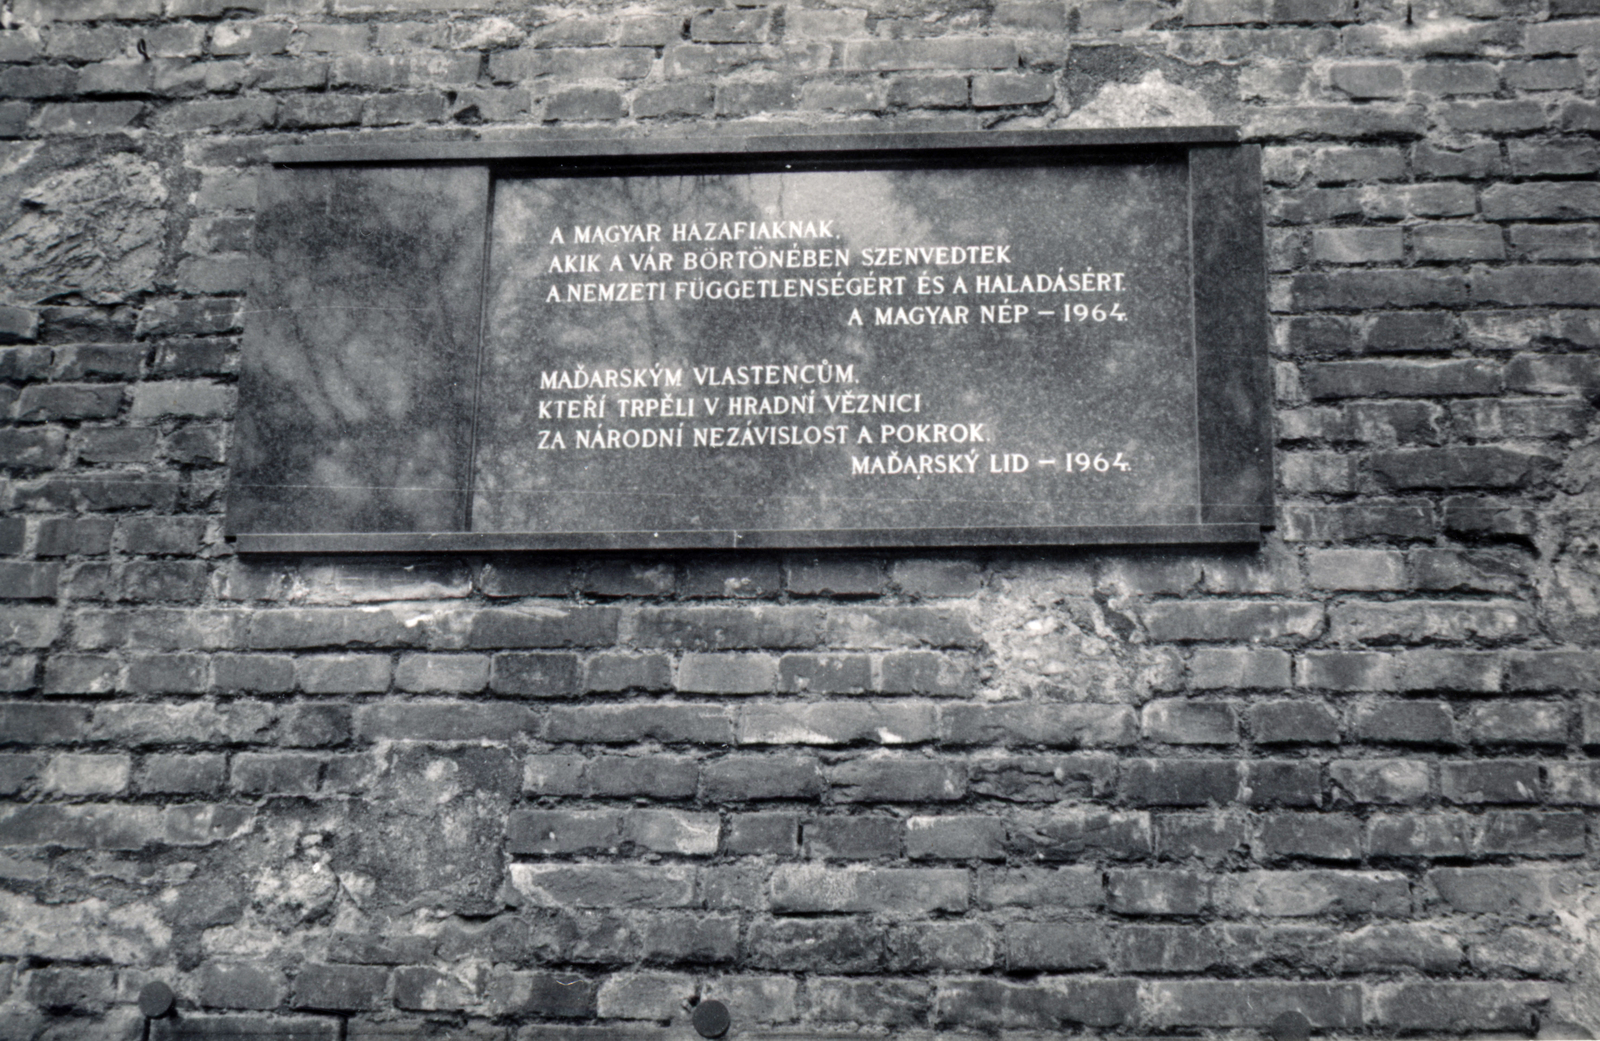 A MAGYAR HAZAFIAKNAK,
AKIK A VÁR BÖRTÖNÉBEN SZENVEDTEK
A NEMZETI FÜGGETLENSÉGÉRT ÉS A HALADÁSÉRT.
A MAGYAR NÉP – 1964.
MAĎARSKÝM VLASTENCŮM,
KTEŘÍ TRPĚLI V HRADNÍ VĚZNICI
ZA NÁRODNÍ NEZÁVISLOST A POKROK.
MAĎARSKÝ LID – 1964.